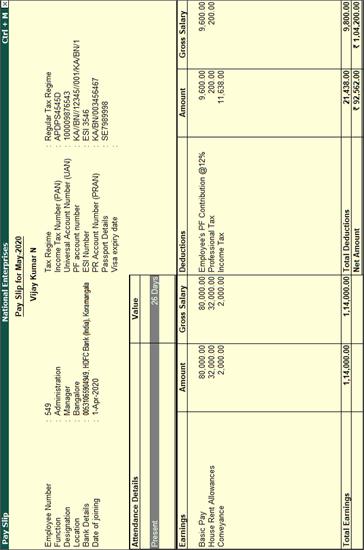 Pay Slip National Enterprises Ctrl + M
Pay Slip for May-2020
Vijay Kumar N
Employee Number : 549 Tax Regime : Regular Tax Regime
Function : Administration Income Tax Number (PAN) : APDPS4545D
Designation : Manager Universal Account Number (UAN) : 100009876543
Location : Bangalore PF account number : KA/BN//12345//001/KA/BN/1
Bank Details : HDFC Bank (India), Koramangala ESI Number : ESI 3546
Date of joining : 1-Apr-2020 PR Account Number (PRAN) : KA/BN/003456467
Passport Details : SE7989998
Visa expiry date :
Attendance Details Value
Present 26 Days
Earnings Amount Gross Salary Deductions Amount Gross Salary
Basic Pay 80,000.00 80,000.00 Employee's PF Contribution @12% 9,600.00 9,600.00
House Rent Allowances 32,000.00 32,000.00 Professional Tax 200.00 200.00
Conveyance 2,000.00 2,000.00 Income Tax 11,638.00
Total Earnings 1,14,000.00 1,14,000.00 Total Deductions 21,438.00 9,800.00
Net Amount ₹ 92,562.00 ₹ 1,04,200.00